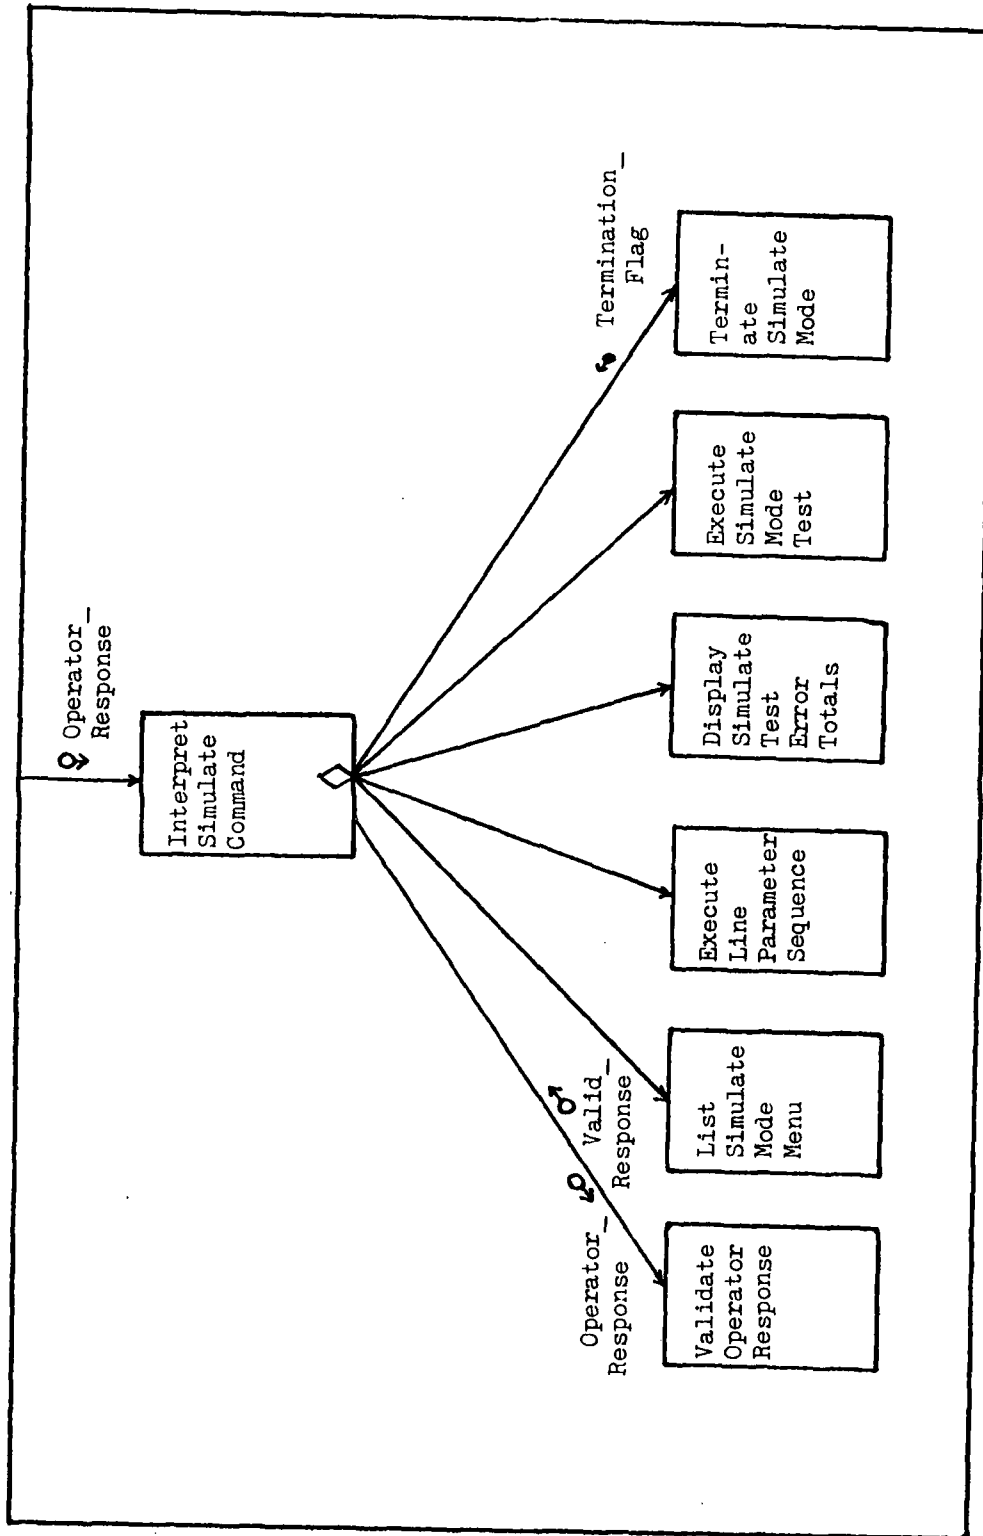 Operator_
Response
Interpret
Simulate
Command
Operator_
Response
Valid_
Response
Termination_
Flag
Validate
Operator
Response
List
Simulate
Mode
Menu
Execute
Line
Parameter
Sequence
Display
Simulate
Test
Error
Totals
Execute
Simulate
Mode
Test
Termin-
ate
Simulate
Mode